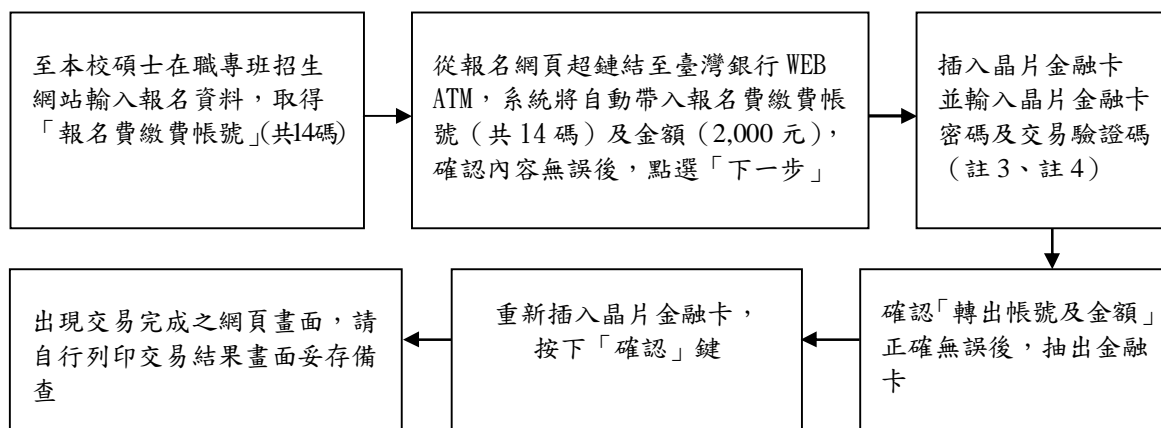 至本校碩士在職專班招生
網站輸入報名資料，取得
「報名費繳費帳號」(共14碼)
從報名網頁超鏈結至臺灣銀行 WEB
ATM，系統將自動帶入報名費繳費帳
號（共 14 碼）及金額（2,000 元），
確認內容無誤後，點選「下一步」
插入晶片金融卡
並輸入晶片金融卡
密碼及交易驗證碼
（註 3、註 4）
確認「轉出帳號及金額」
正確無誤後，抽出金融
卡
重新插入晶片金融卡，
按下「確認」鍵
出現交易完成之網頁畫面，請
自行列印交易結果畫面妥存備
查